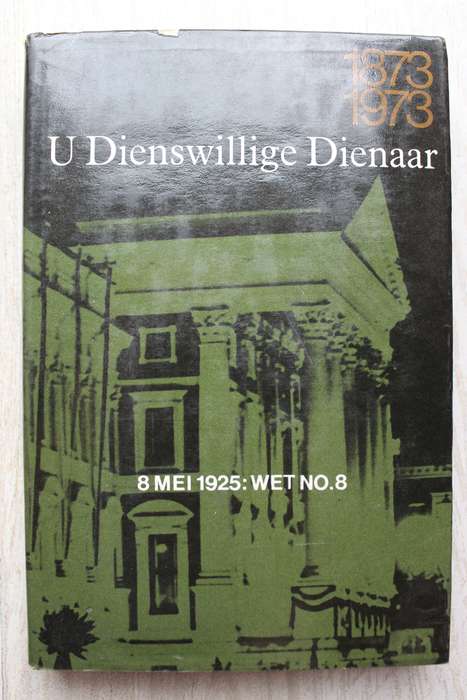 1873
1973
U Dienswillige Dienaar
8 MEI 1925: WET NO.8